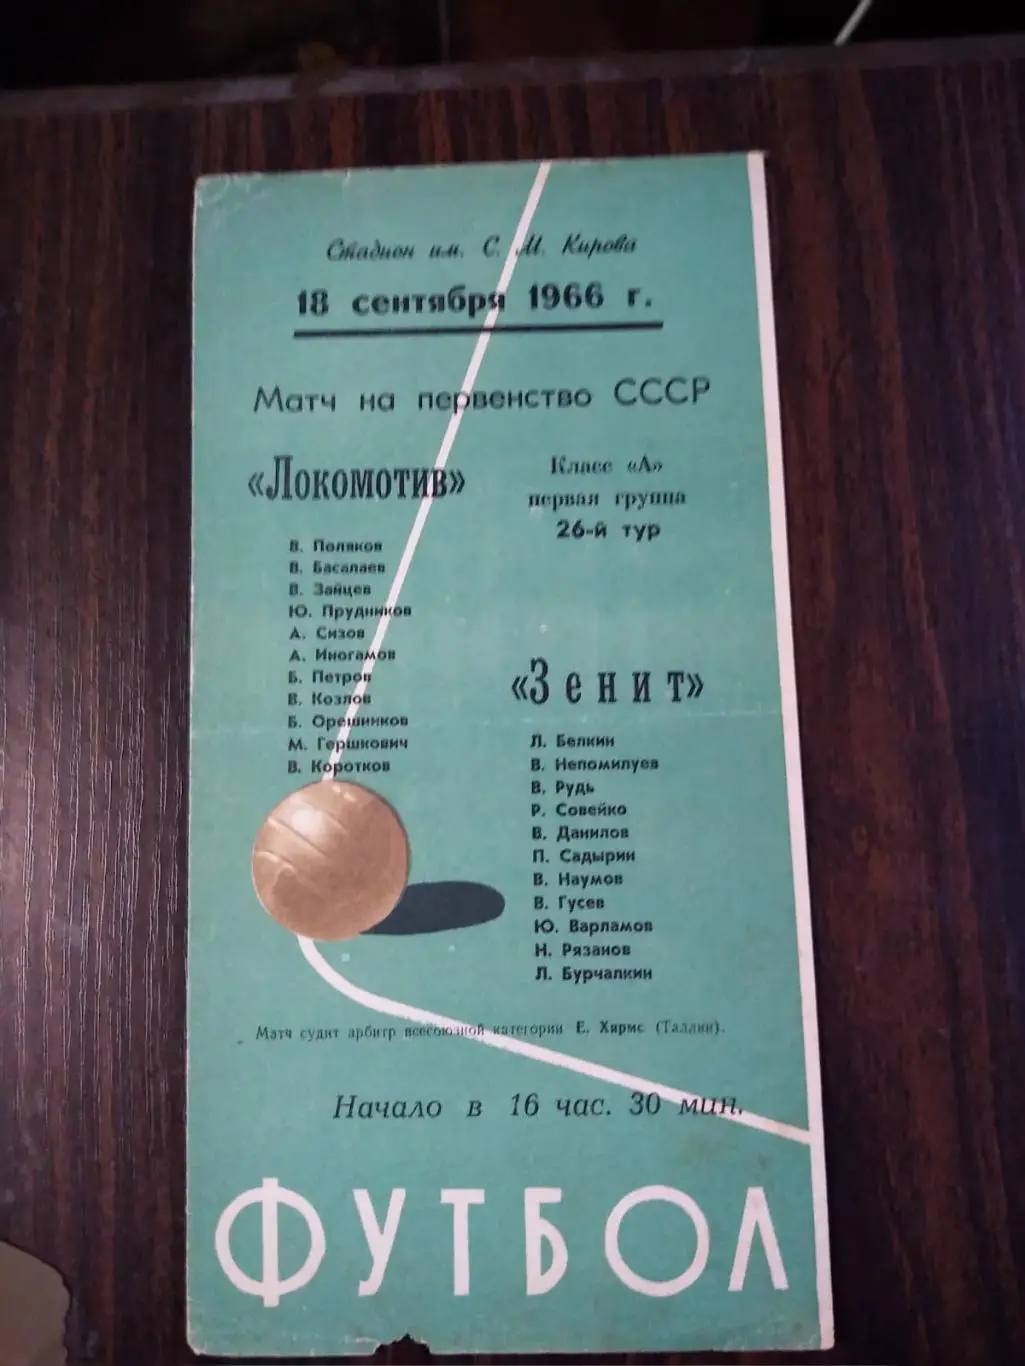 Стадион им. С. М. Кирова
18 сентября 1966 г.
Матч на первенство СССР
«Локомотив»
В. Поляков
В. Басалаев
В. Зайцев
Ю. Прудников
А. Сизов
А. Иногамов
Б. Петров
В. Козлов
Б. Орешников
М. Гершкович
В. Коротков
Класс «А»
первая группа
26-й тур
«Зенит»
Л. Белкин
В. Непомилуев
В. Рудь
Р. Совейко
В. Данилов
П. Садырин
В. Наумов
В. Гусев
Ю. Варламов
Н. Рязанов
Л. Бурчалкин
Матч судит арбитр всесоюзной категории Е. Хярмс (Таллин).
Начало в 16 час. 30 мин.
ФУТБОЛ